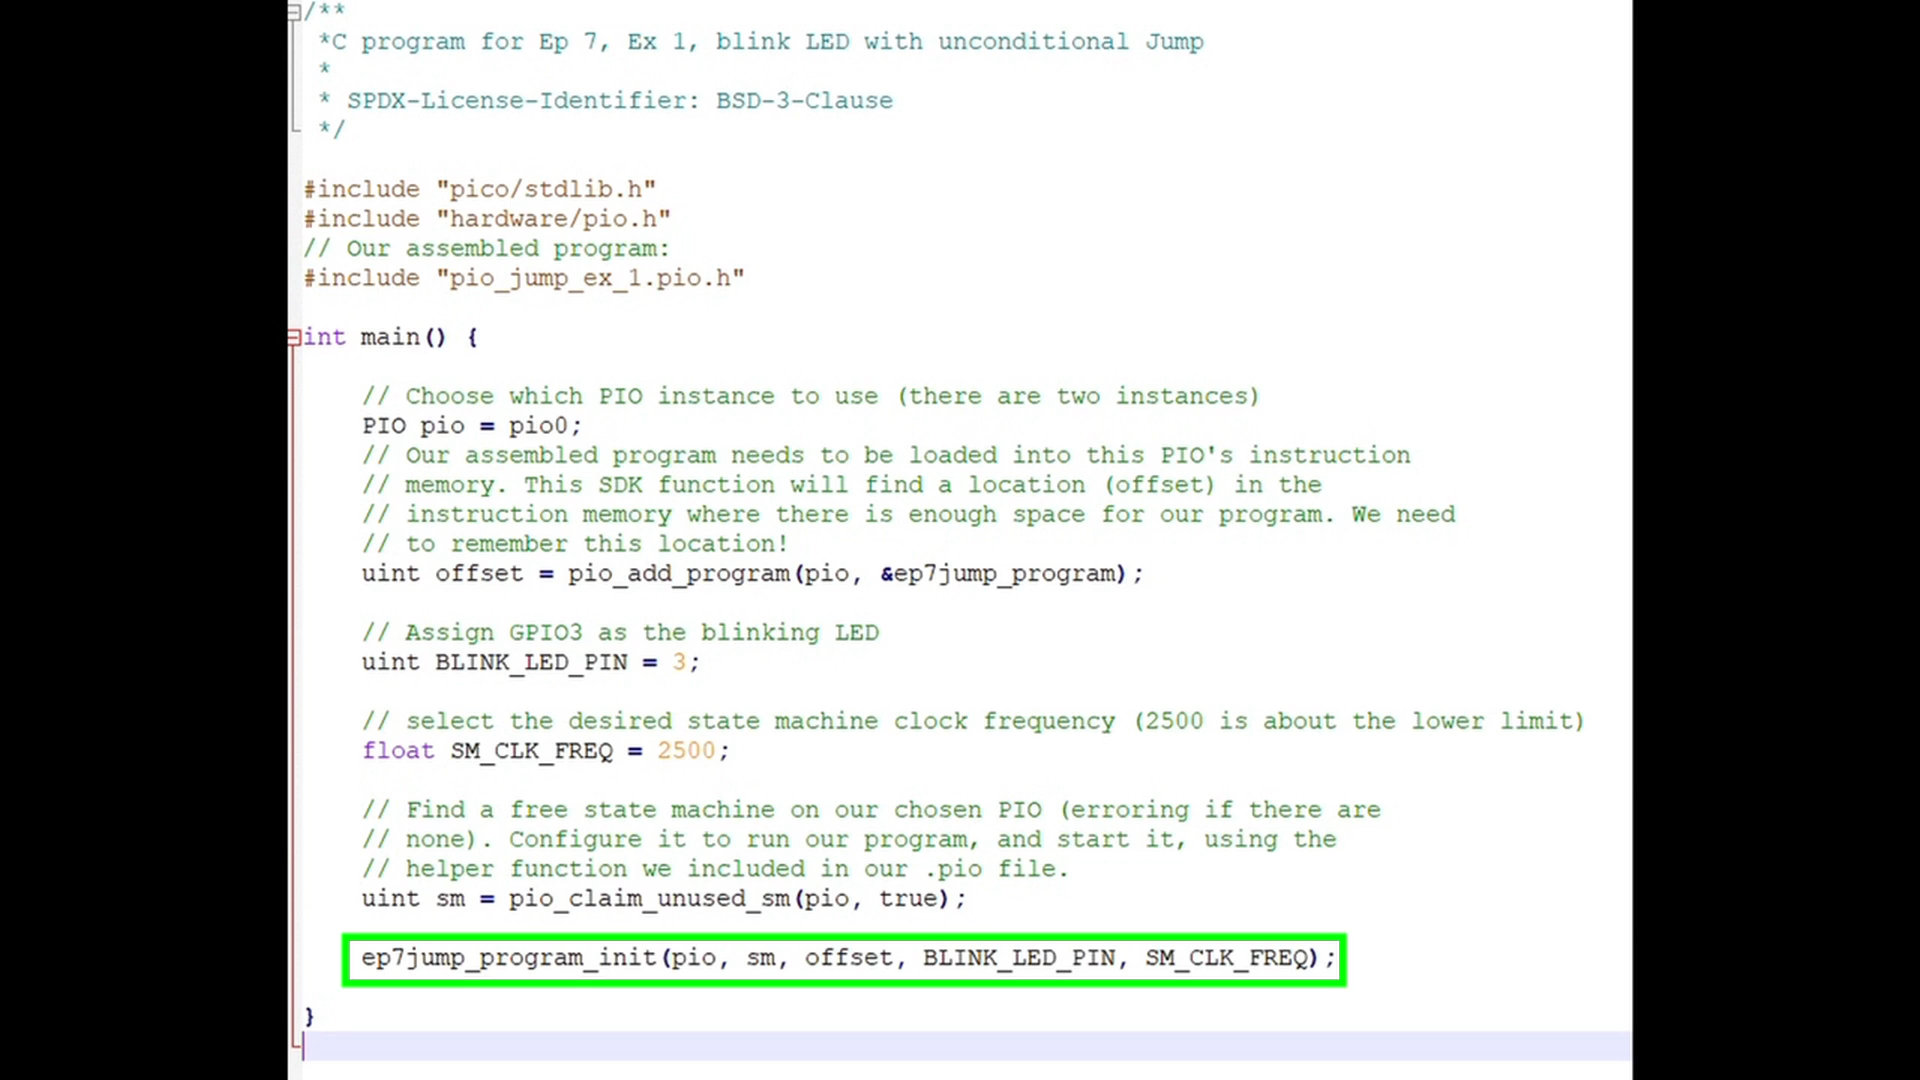 /**
*C program for Ep 7, Ex 1, blink LED with unconditional Jump
*
* SPDX-License-Identifier: BSD-3-Clause
*/
#include "pico/stdlib.h"
#include "hardware/pio.h"
// Our assembled program:
#include "pio_jump_ex_1.pio.h"
int main() {
// Choose which PIO instance to use (there are two instances)
PIO pio = pio0;
// Our assembled program needs to be loaded into this PIO's instruction
// memory. This SDK function will find a location (offset) in the
// instruction memory where there is enough space for our program. We need
// to remember this location!
uint offset = pio_add_program(pio, &ep7jump_program);
// Assign GPIO3 as the blinking LED
uint BLINK_LED_PIN = 3;
// select the desired state machine clock frequency (2500 is about the lower limit)
float SM_CLK_FREQ = 2500;
// Find a free state machine on our chosen PIO (erroring if there are
// none). Configure it to run our program, and start it, using the
// helper function we included in our .pio file.
uint sm = pio_claim_unused_sm(pio, true);
ep7jump_program_init(pio, sm, offset, BLINK_LED_PIN, SM_CLK_FREQ);
}